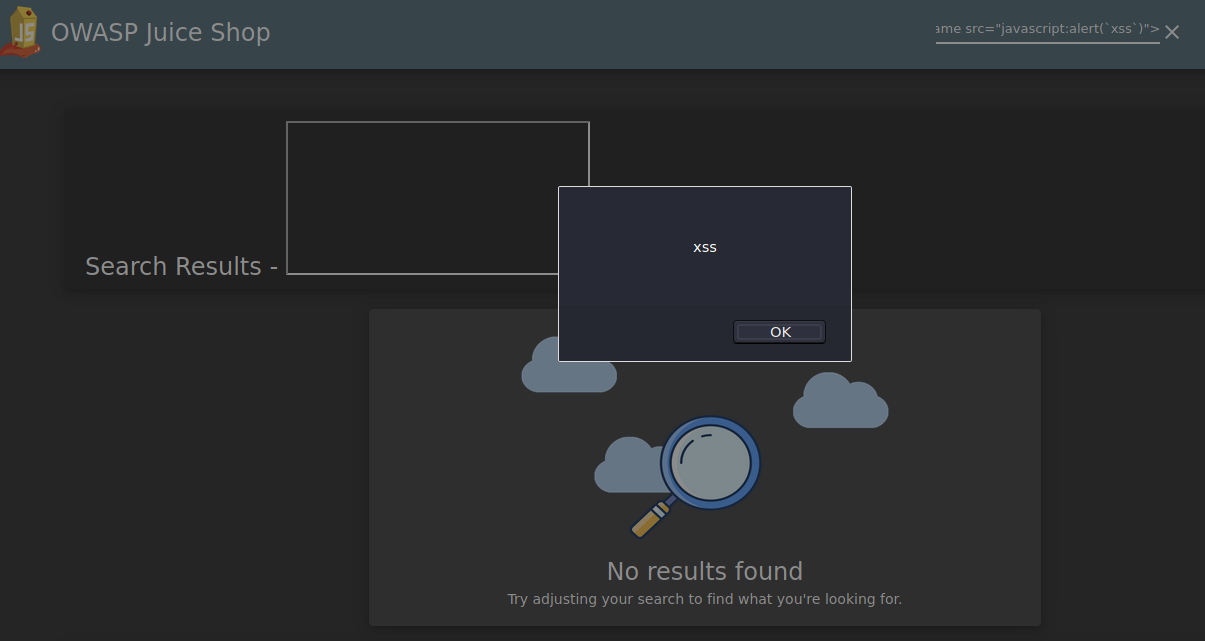 JS
OWASP Juice Shop
ame src="javascript:alert(`xss`)">
xss
OK
Search Results -
No results found
Try adjusting your search to find what you're looking for.